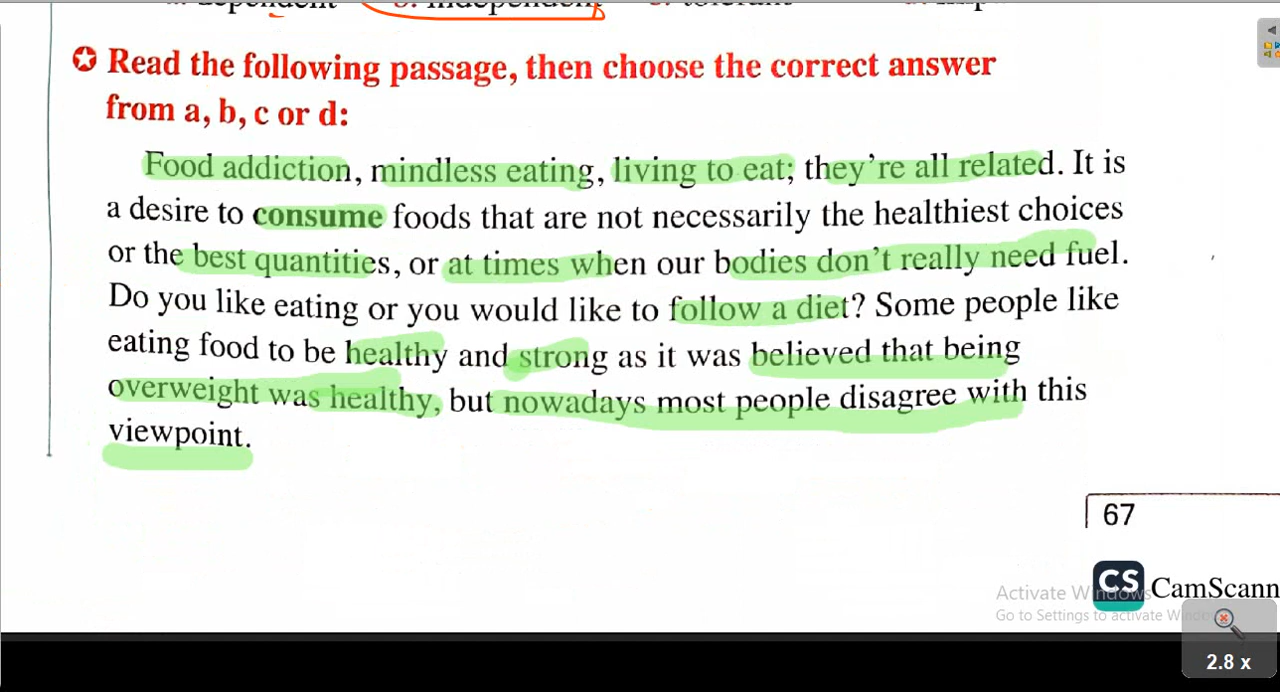 independent
✪ Read the following passage, then choose the correct answer
from a, b, c or d:
Food addiction, mindless eating, living to eat; they're all related. It is
a desire to consume foods that are not necessarily the healthiest choices
or the best quantities, or at times when our bodies don't really need fuel.
Do you like eating or you would like to follow a diet? Some people like
eating food to be healthy and strong as it was believed that being
overweight was healthy, but nowadays most people disagree with this
viewpoint.
67
CS CamScann
Activate Windows
Go to Settings to activate Windo
2.8 x